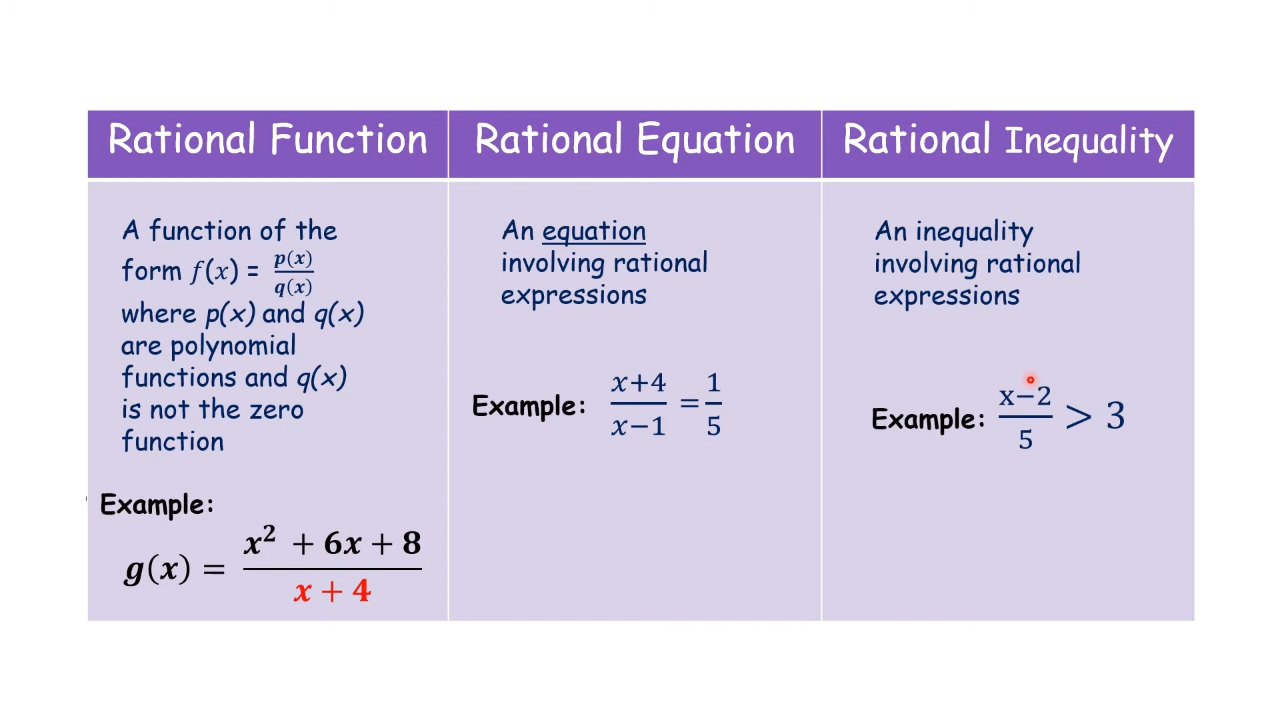 Rational Function
A function of the
form f(x) = p(x)/q(x)
where p(x) and q(x)
are polynomial
functions and q(x)
is not the zero
function
Example:
g(x) = x² + 6x + 8 / x + 4
Rational Equation
An equation
involving rational
expressions
Example: x+4/x−1 = 1/5
Rational Inequality
An inequality
involving rational
expressions
Example: x−2/5 > 3